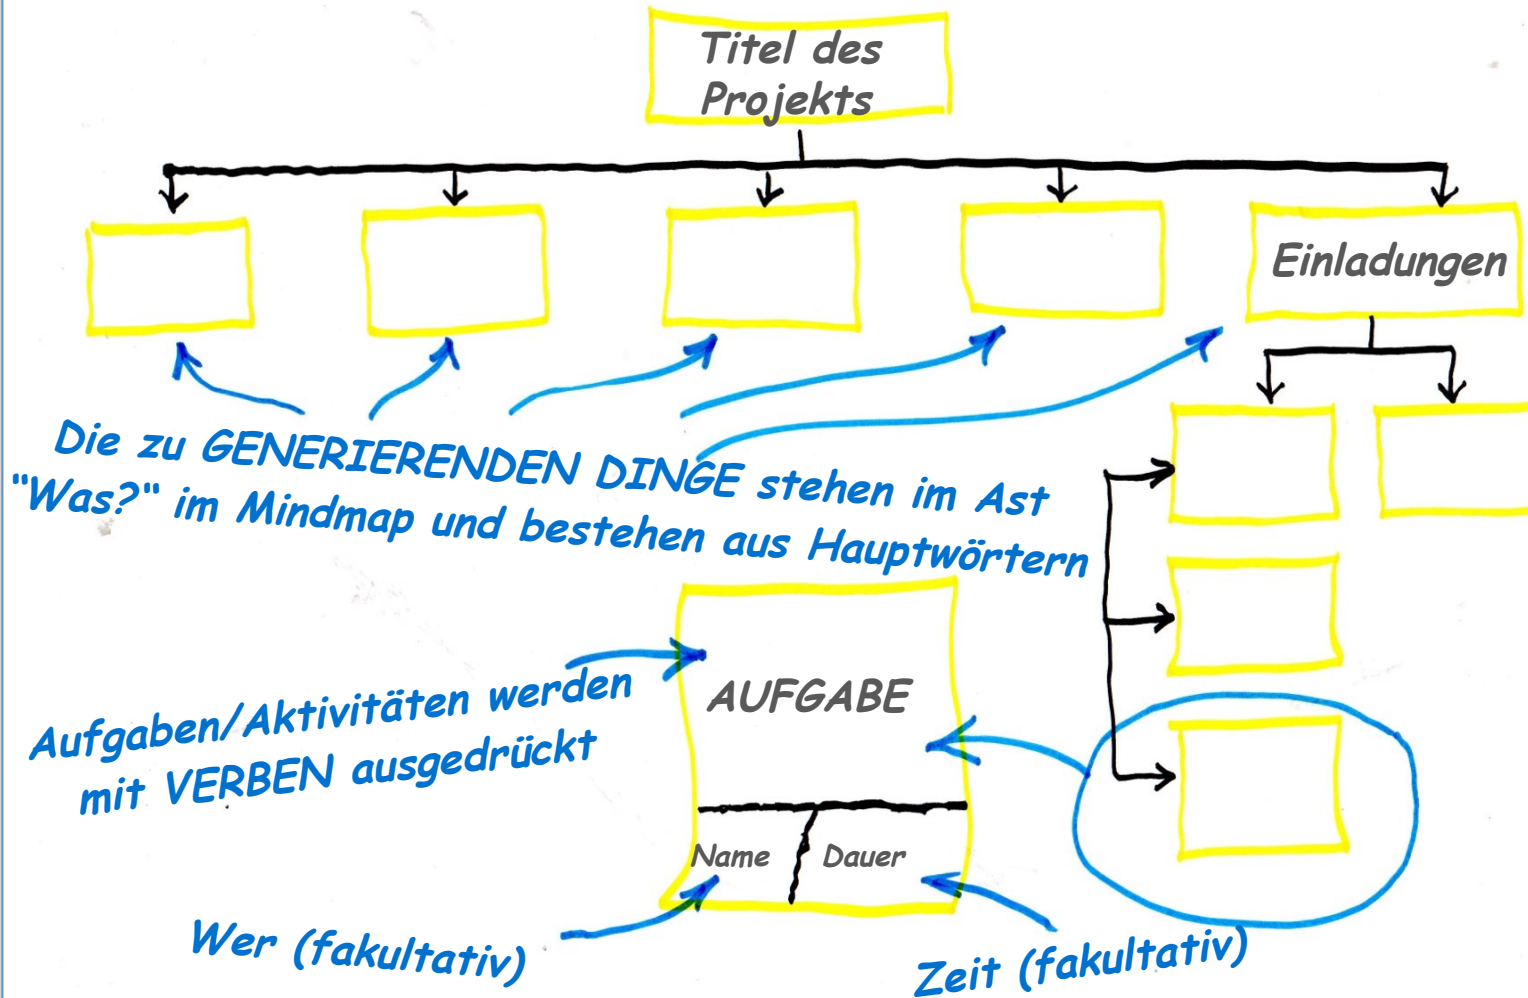 Titel des
Projekts
Einladungen
Die zu GENERIERENDEN DINGE stehen im Ast
"Was?" im Mindmap und bestehen aus Hauptwörtern
Aufgaben/Aktivitäten werden
mit VERBEN ausgedrückt
AUFGABE
Name
Dauer
Wer (fakultativ)
Zeit (fakultativ)